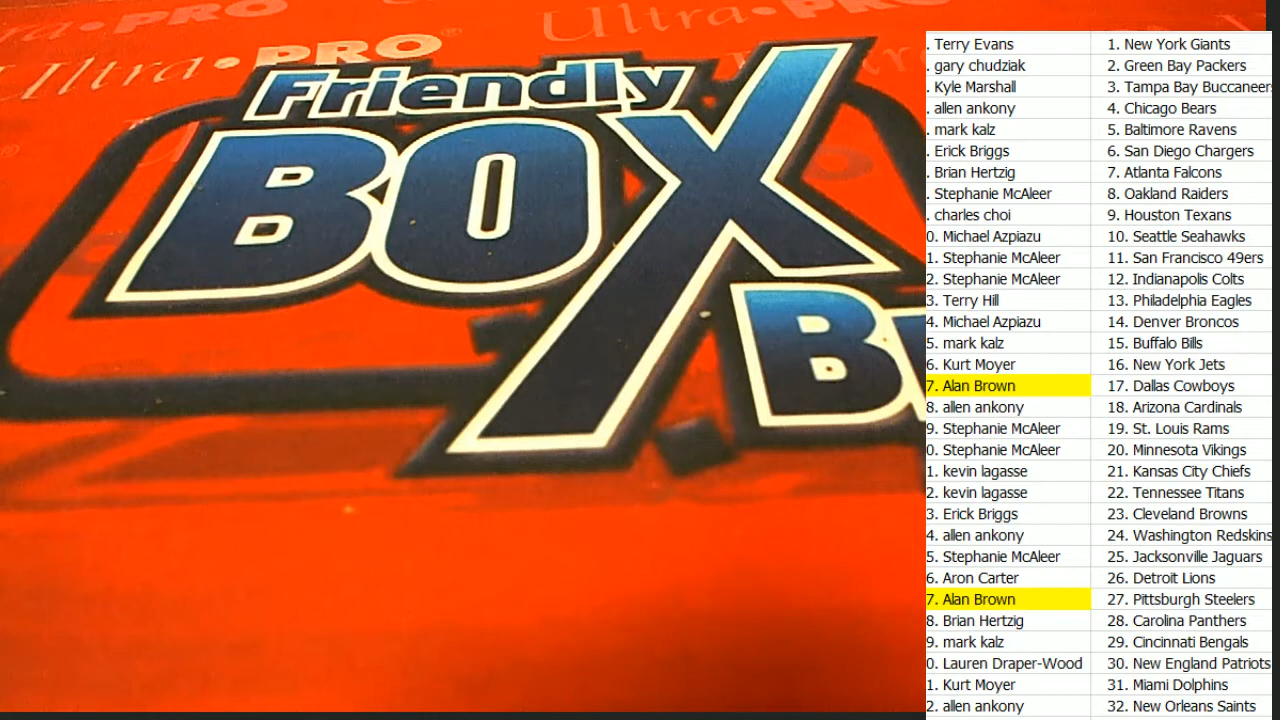 Ultra•PRO
Ultra•PRO
Ultra•PRO
Friendly
BOX
. Terry Evans 1. New York Giants
. gary chudziak 2. Green Bay Packers
. Kyle Marshall 3. Tampa Bay Buccaneers
. allen ankony 4. Chicago Bears
. mark kalz 5. Baltimore Ravens
. Erick Briggs 6. San Diego Chargers
. Brian Hertzig 7. Atlanta Falcons
. Stephanie McAleer 8. Oakland Raiders
. charles choi 9. Houston Texans
0. Michael Azpiazu 10. Seattle Seahawks
1. Stephanie McAleer 11. San Francisco 49ers
2. Stephanie McAleer 12. Indianapolis Colts
3. Terry Hill 13. Philadelphia Eagles
4. Michael Azpiazu 14. Denver Broncos
5. mark kalz 15. Buffalo Bills
6. Kurt Moyer 16. New York Jets
7. Alan Brown 17. Dallas Cowboys
8. allen ankony 18. Arizona Cardinals
9. Stephanie McAleer 19. St. Louis Rams
0. Stephanie McAleer 20. Minnesota Vikings
1. kevin lagasse 21. Kansas City Chiefs
2. kevin lagasse 22. Tennessee Titans
3. Erick Briggs 23. Cleveland Browns
4. allen ankony 24. Washington Redskins
5. Stephanie McAleer 25. Jacksonville Jaguars
6. Aron Carter 26. Detroit Lions
7. Alan Brown 27. Pittsburgh Steelers
8. Brian Hertzig 28. Carolina Panthers
9. mark kalz 29. Cincinnati Bengals
0. Lauren Draper-Wood 30. New England Patriots
1. Kurt Moyer 31. Miami Dolphins
2. allen ankony 32. New Orleans Saints